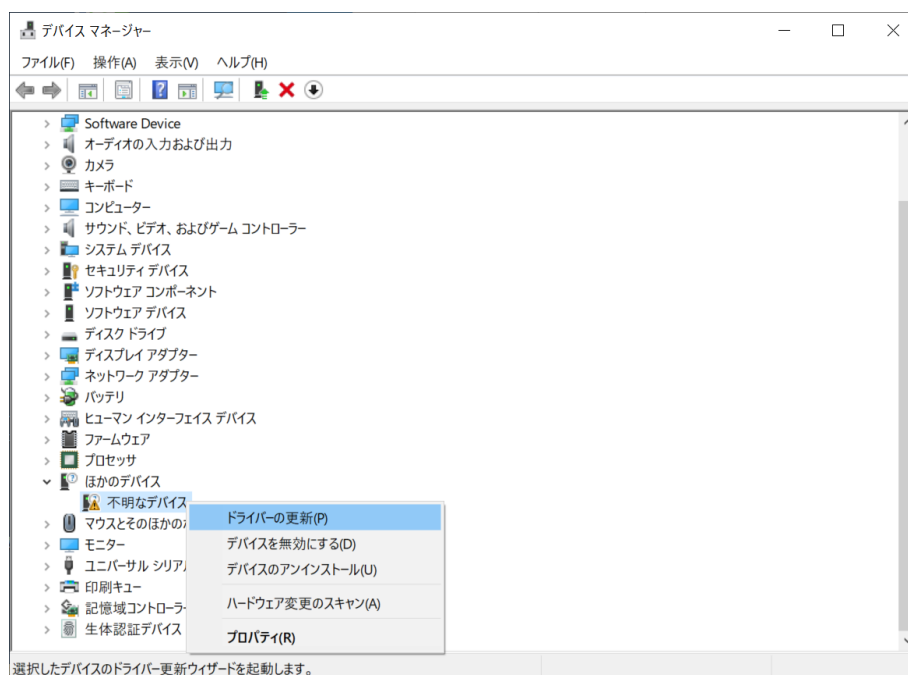 デバイス マネージャー
ファイル(F) 操作(A) 表示(V) ヘルプ(H)
Software Device
オーディオの入力および出力
カメラ
キーボード
コンピューター
サウンド、ビデオ、およびゲーム コントローラー
システム デバイス
セキュリティ デバイス
ソフトウェア コンポーネント
ソフトウェア デバイス
ディスク ドライブ
ディスプレイ アダプター
ネットワーク アダプター
バッテリ
ヒューマン インターフェイス デバイス
ファームウェア
プロセッサ
ほかのデバイス
不明なデバイス
マウスとそのほかの
モニター
ユニバーサル シリア
印刷キュー
記憶域コントローラ
生体認証デバイス
ドライバーの更新(P)
デバイスを無効にする(D)
デバイスのアンインストール(U)
ハードウェア変更のスキャン(A)
プロパティ(R)
選択したデバイスのドライバー更新ウィザードを起動します。